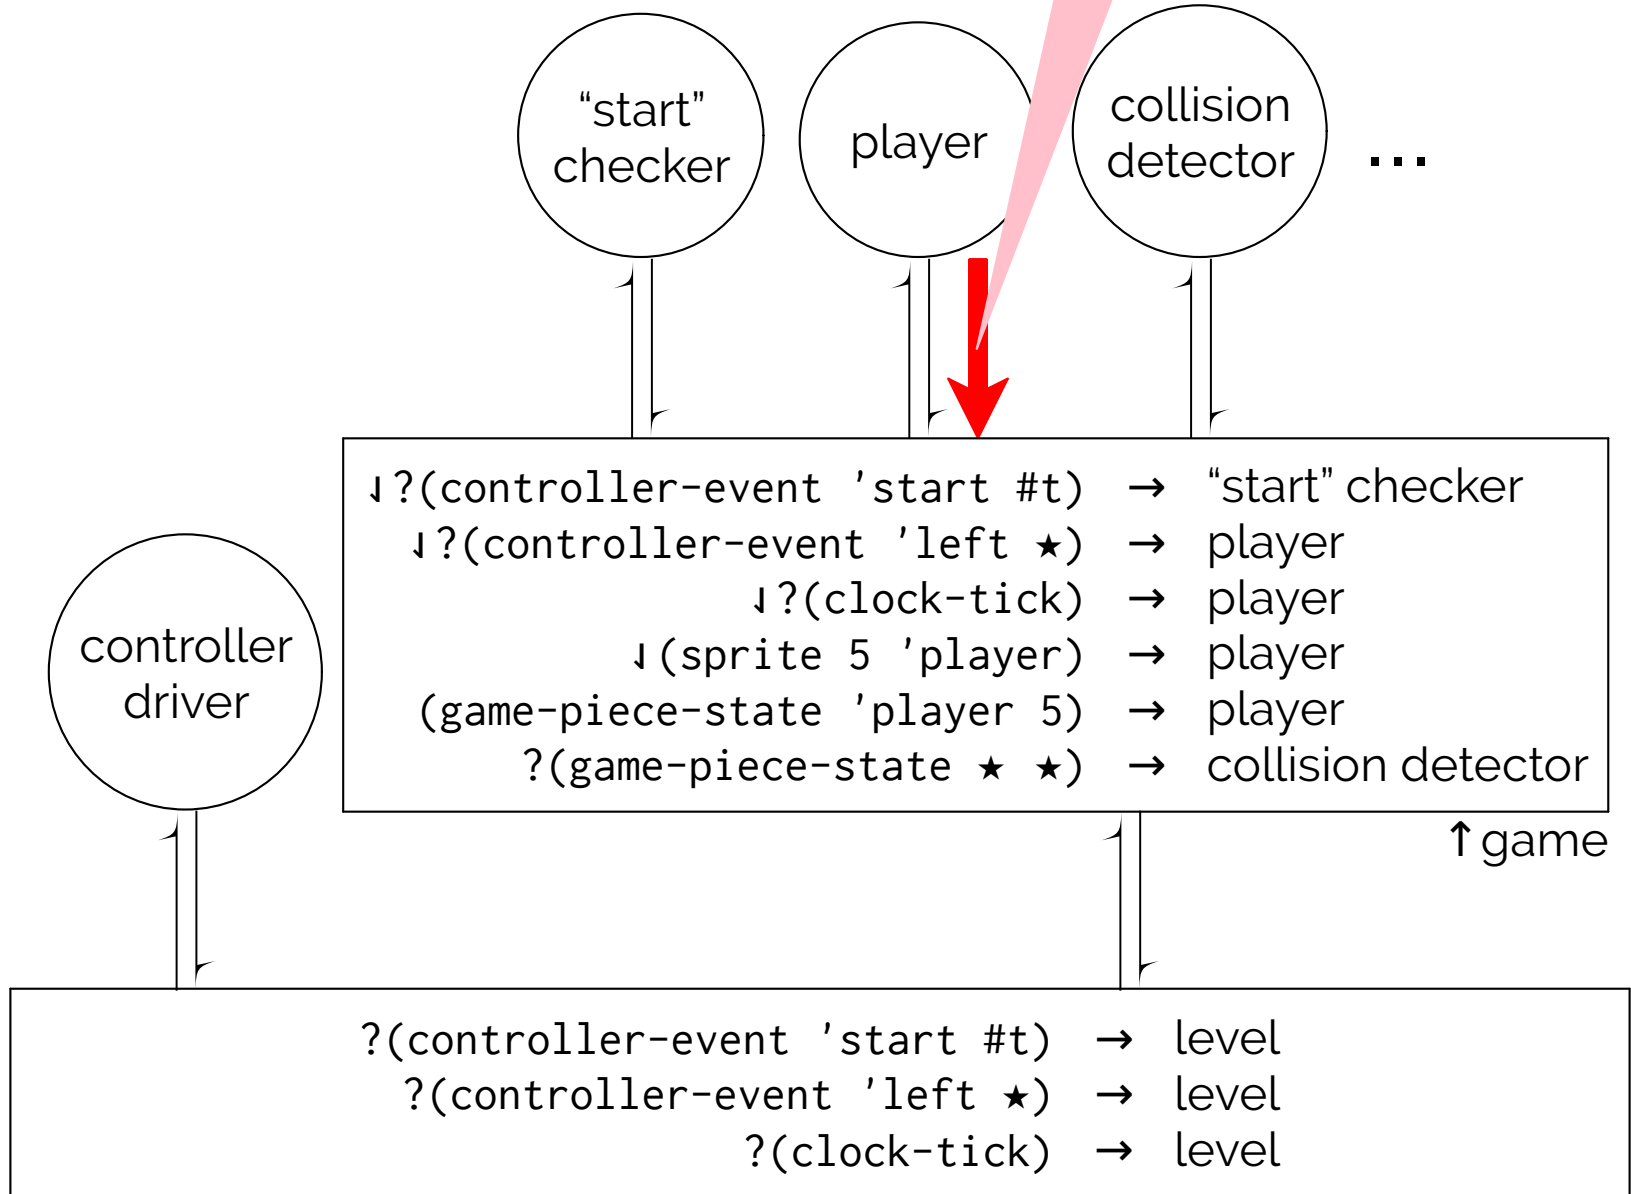 “start”
checker
player
collision
detector
...
⇃?(controller-event 'start #t) → “start” checker
⇃?(controller-event 'left ★) → player
⇃?(clock-tick) → player
⇃(sprite 5 'player) → player
(game-piece-state 'player 5) → player
?(game-piece-state ★ ★) → collision detector
controller
driver
↑game
?(controller-event 'start #t) → level
?(controller-event 'left ★) → level
?(clock-tick) → level